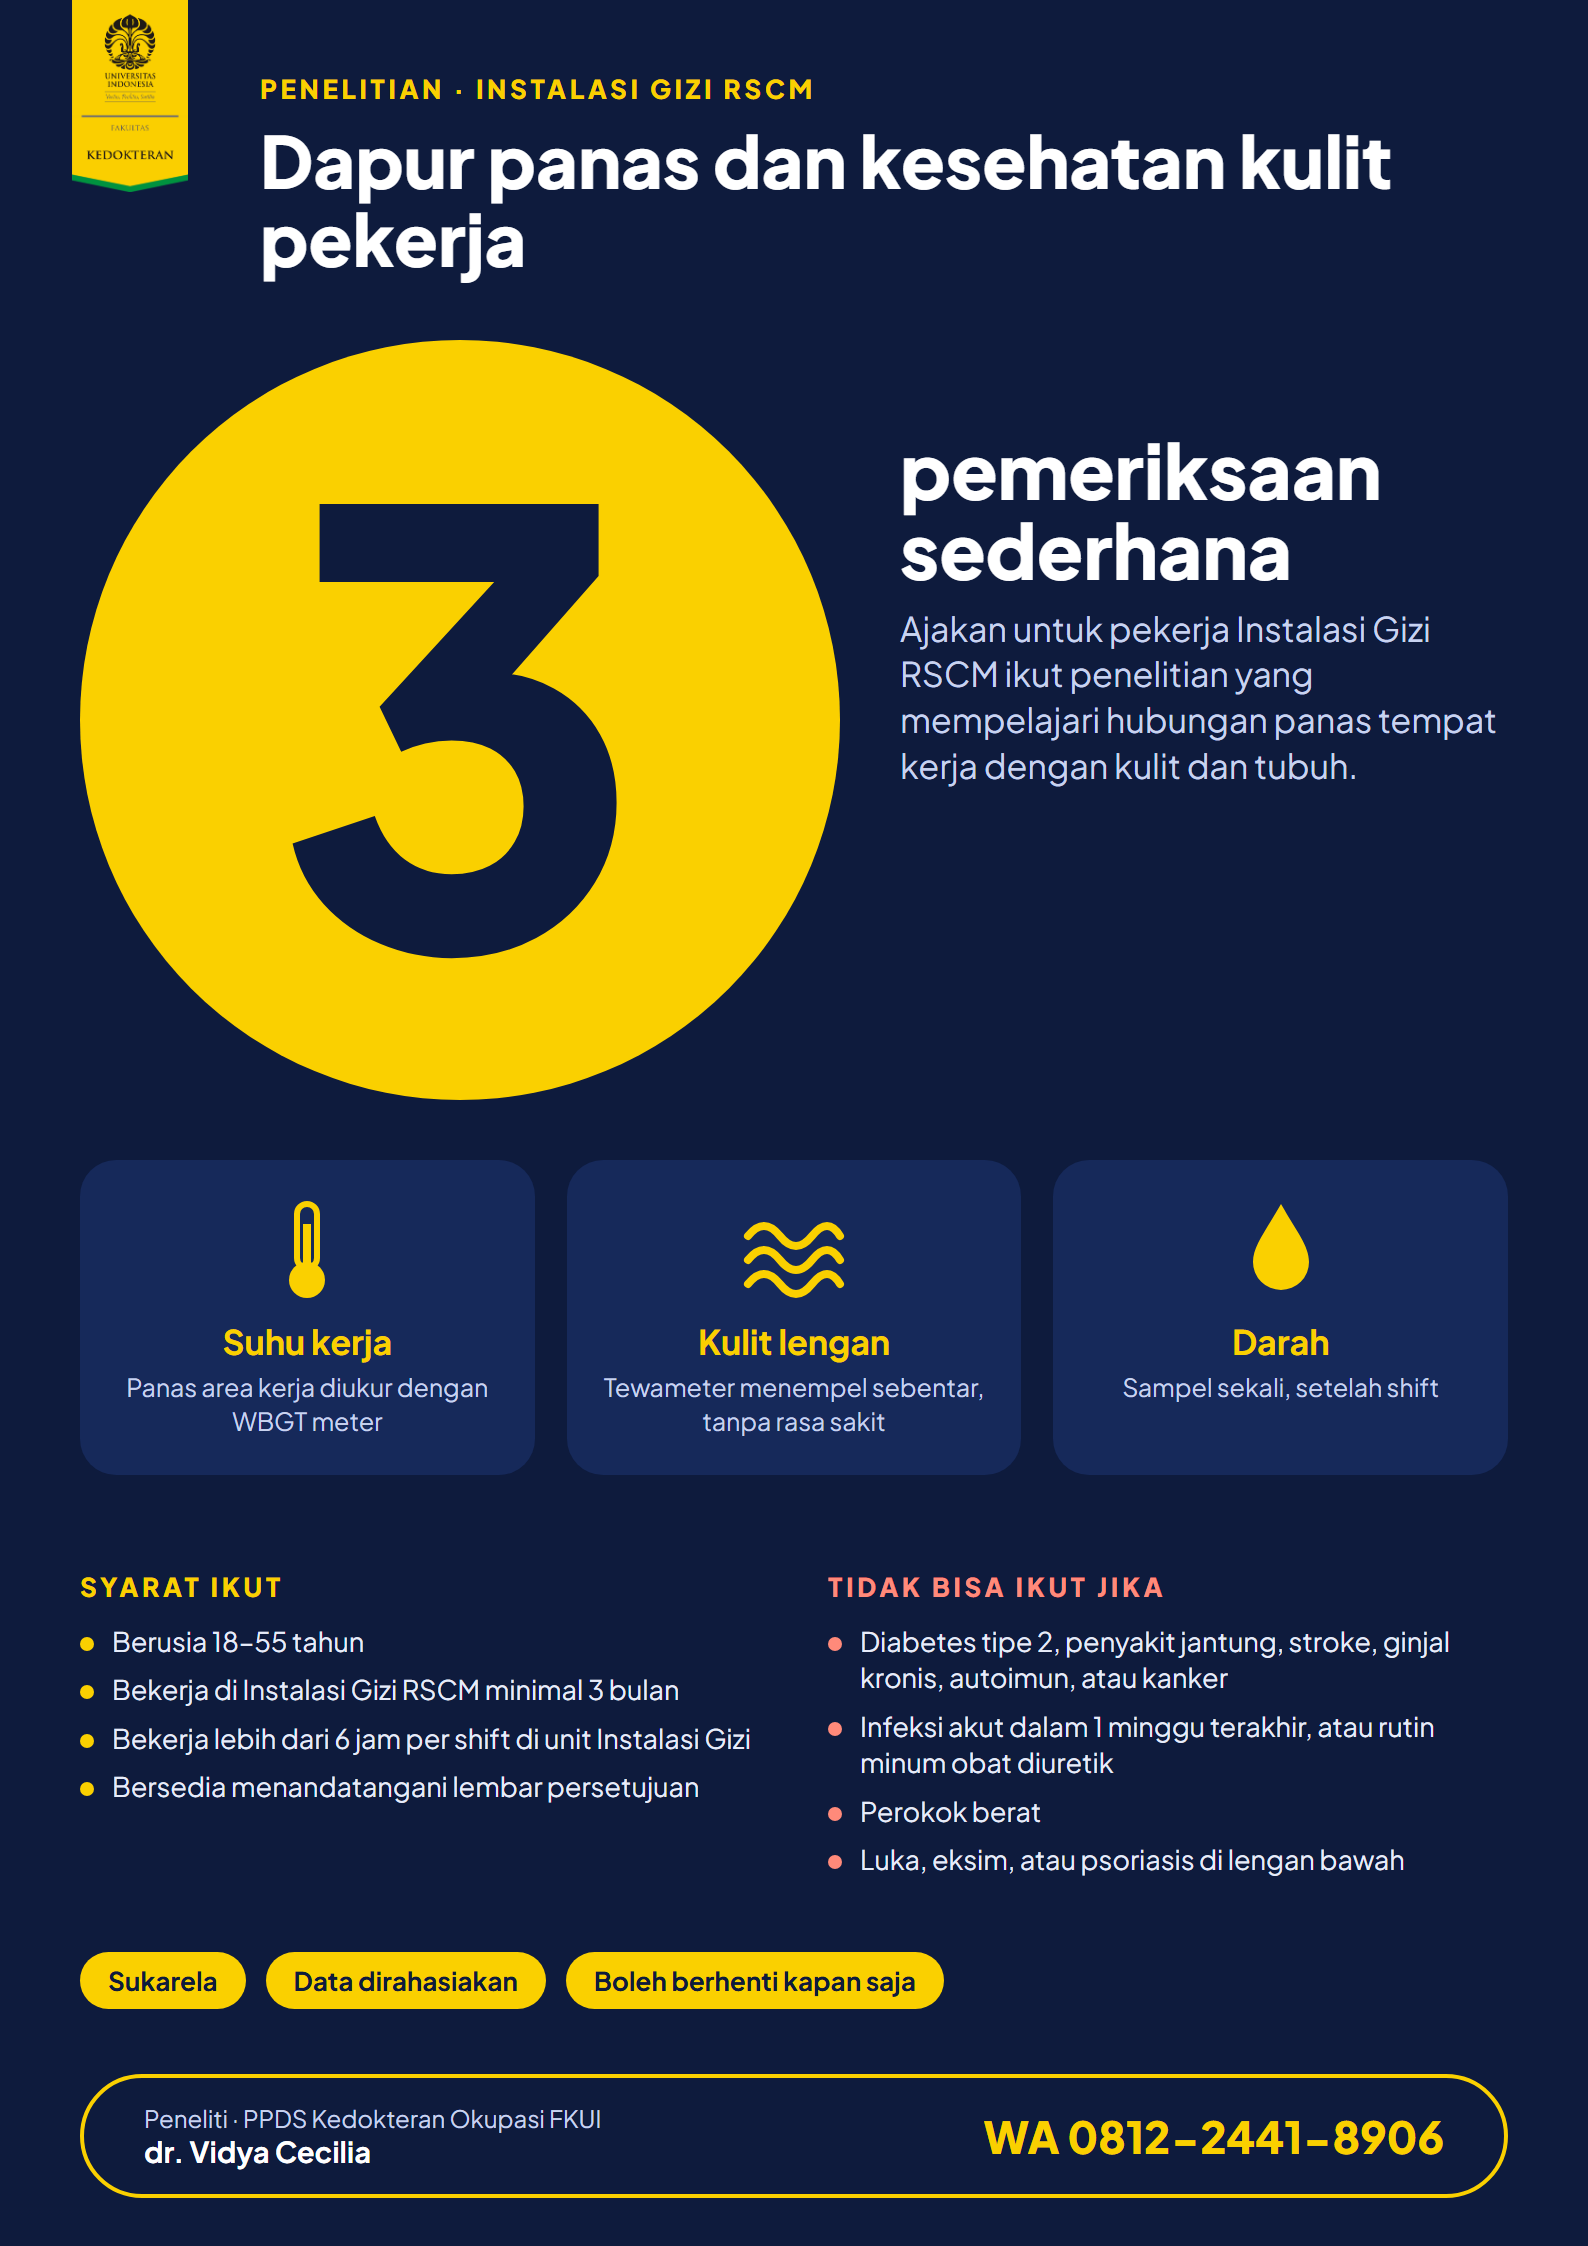 UNIVERSITAS
INDONESIA
FAKULTAS
KEDOKTERAN
PENELITIAN · INSTALASI GIZI RSCM
Dapur panas dan kesehatan kulit
pekerja
3
pemeriksaan
sederhana
Ajakan untuk pekerja Instalasi Gizi
RSCM ikut penelitian yang
mempelajari hubungan panas tempat
kerja dengan kulit dan tubuh.
Suhu kerja
Panas area kerja diukur dengan
WBGT meter
Kulit lengan
Tewameter menempel sebentar,
tanpa rasa sakit
Darah
Sampel sekali, setelah shift
SYARAT IKUT
Berusia 18–55 tahun
Bekerja di Instalasi Gizi RSCM minimal 3 bulan
Bekerja lebih dari 6 jam per shift di unit Instalasi Gizi
Bersedia menandatangani lembar persetujuan
TIDAK BISA IKUT JIKA
Diabetes tipe 2, penyakit jantung, stroke, ginjal
kronis, autoimun, atau kanker
Infeksi akut dalam 1 minggu terakhir, atau rutin
minum obat diuretik
Perokok berat
Luka, eksim, atau psoriasis di lengan bawah
Sukarela
Data dirahasiakan
Boleh berhenti kapan saja
Peneliti · PPDS Kedokteran Okupasi FKUI
dr. Vidya Cecilia
WA 0812-2441-8906